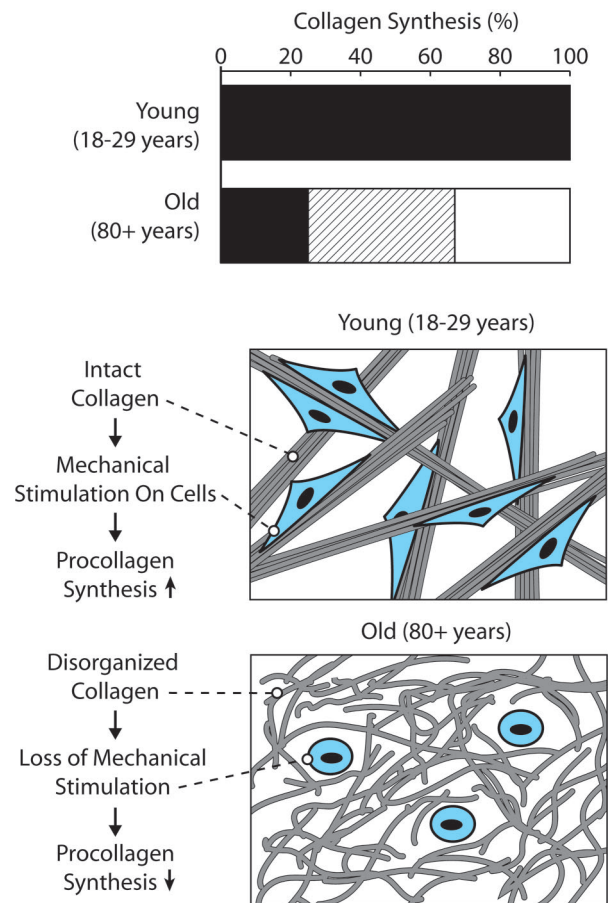 Collagen Synthesis (%)
0 20 40 60 80 100
Young
(18-29 years)
Old
(80+ years)
Young (18-29 years)
Intact
Collagen
Mechanical
Stimulation On Cells
Procollagen
Synthesis
Old (80+ years)
Disorganized
Collagen
Loss of Mechanical
Stimulation
Procollagen
Synthesis